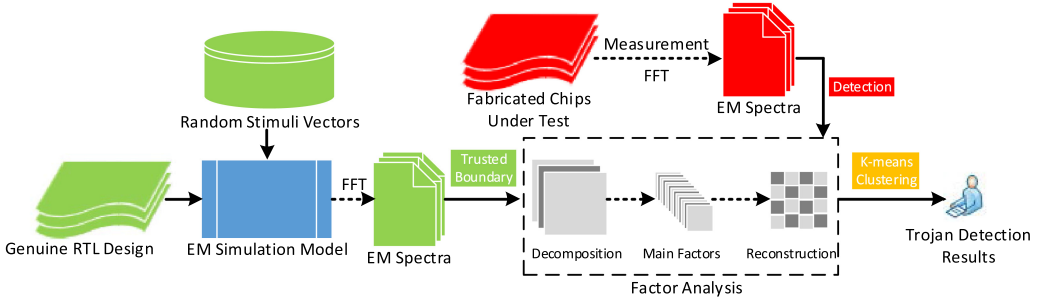 Measurement
FFT
Fabricated Chips
Under Test
EM Spectra
Detection
Random Stimuli Vectors
Genuine RTL Design
EM Simulation Model
FFT
EM Spectra
Trusted
Boundary
Decomposition
Main Factors
Reconstruction
Factor Analysis
K-means
Clustering
Trojan Detection
Results